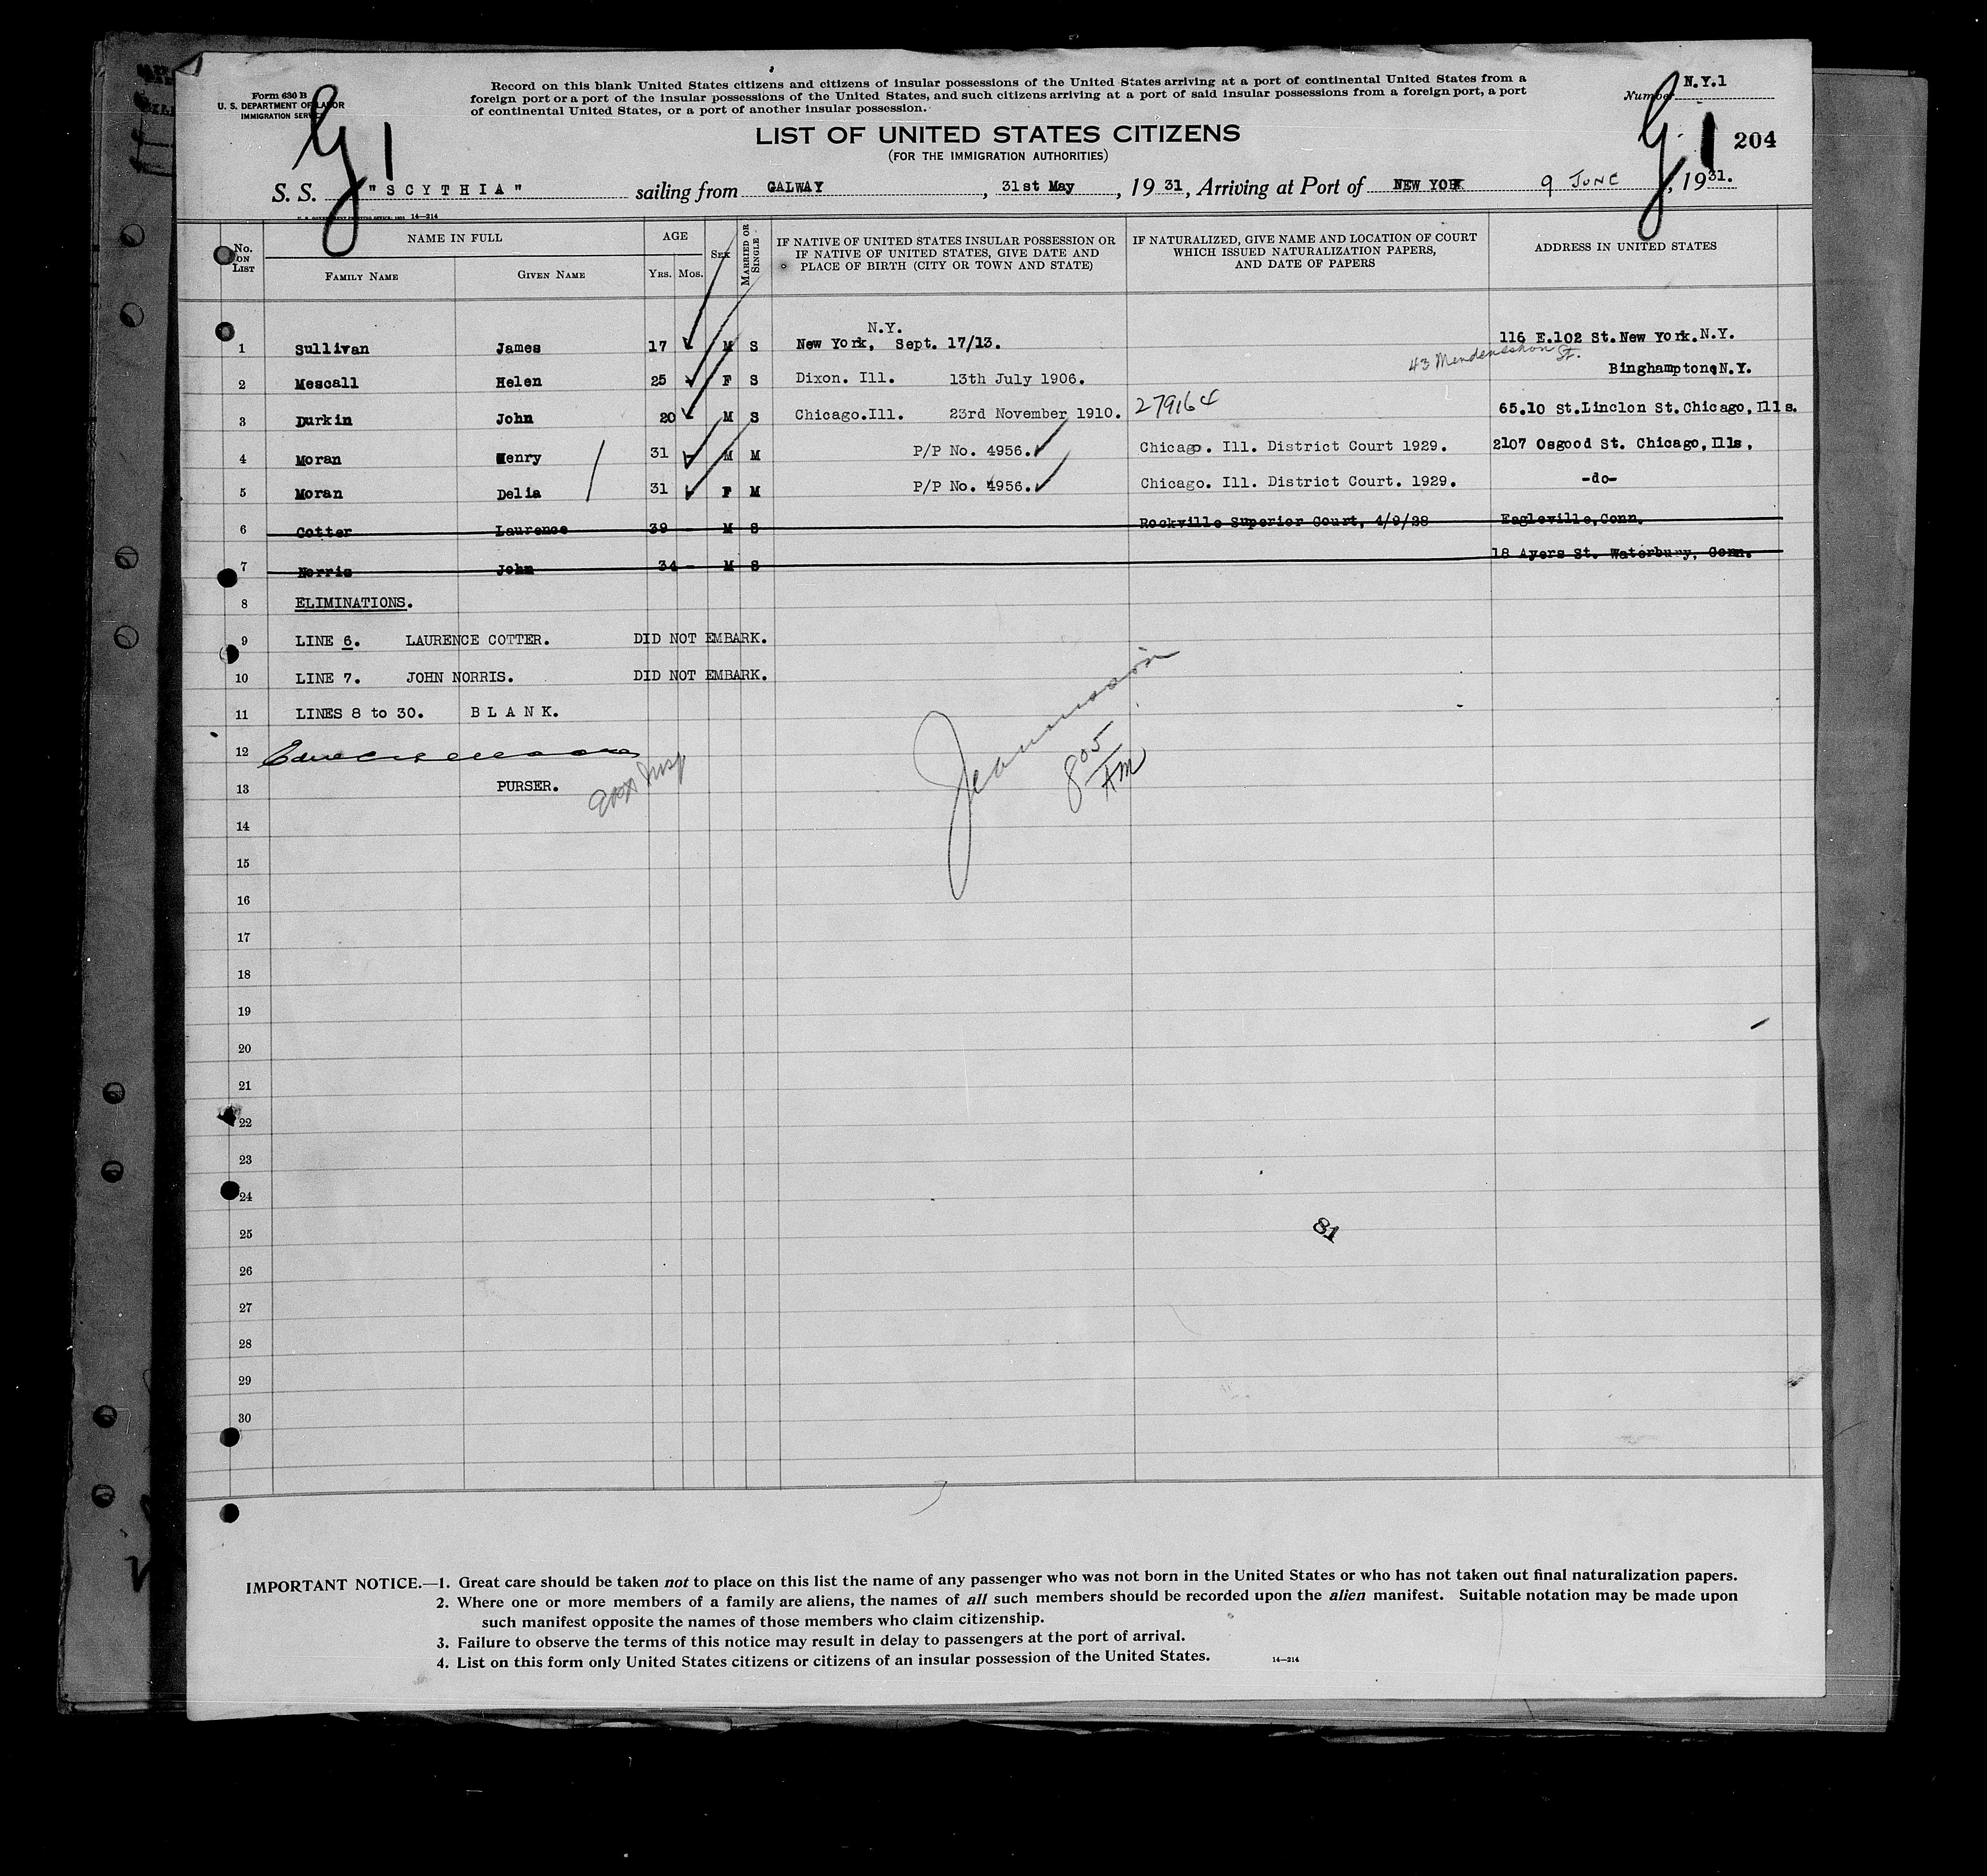 Form 630 B
U. S. DEPARTMENT OF LABOR
IMMIGRATION SERVICE
Record on this blank United States citizens and citizens of insular possessions of the United States arriving at a port of continental United States from a
foreign port or a port of the insular possessions of the United States, and such citizens arriving at a port of said insular possessions from a foreign port, a port
of continental United States, or a port of another insular possession.
N.Y.1
Number
G 1
G. 1
204
LIST OF UNITED STATES CITIZENS
(FOR THE IMMIGRATION AUTHORITIES)
S. S. "SCYTHIA" sailing from GALWAY, 31st May, 1931, Arriving at Port of NEW YORK 9 JUNE, 1931.
14—214
No. ON LIST
NAME IN FULL
FAMILY NAME
GIVEN NAME
AGE
YRS. MOS.
SEX
MARRIED OR SINGLE
IF NATIVE OF UNITED STATES INSULAR POSSESSION OR
IF NATIVE OF UNITED STATES, GIVE DATE AND
PLACE OF BIRTH (CITY OR TOWN AND STATE)
IF NATURALIZED, GIVE NAME AND LOCATION OF COURT
WHICH ISSUED NATURALIZATION PAPERS,
AND DATE OF PAPERS
ADDRESS IN UNITED STATES
N.Y.
1 Sullivan James 17 M S New York, Sept. 17/13. 116 E.102 St. New York. N.Y.
43 St.
2 Mescall Helen 25 F S Dixon. Ill. 13th July 1906. Binghampton, N.Y.
3 Durkin John 20 M S Chicago.Ill. 23rd November 1910. 279164 65.10 St.Linclon St.Chicago, Ills.
4 Moran Henry 31 - M M P/P No. 4956. Chicago. Ill. District Court 1929. 2107 Osgood St. Chicago, Ills,
5 Moran Delia 31 F M P/P No. 4956. Chicago. Ill. District Court. 1929. -do-
6 Cotter Laurence 39 - M S Rockville Superior Court, 4/9/28 Eagleville, Conn.
7 Norris John 34 - M S 18 Ayers St. Waterbury, Conn.
8 ELIMINATIONS.
9 LINE 6. LAURENCE COTTER. DID NOT EMBARK.
10 LINE 7. JOHN NORRIS. DID NOT EMBARK.
11 LINES 8 to 30. B L A N K.
12
13 PURSER.
8 05 AM
14
15
16
17
18
19
20
21
22
23
24
25
81
26
27
28
29
30
IMPORTANT NOTICE.—1. Great care should be taken not to place on this list the name of any passenger who was not born in the United States or who has not taken out final naturalization papers.
2. Where one or more members of a family are aliens, the names of all such members should be recorded upon the alien manifest. Suitable notation may be made upon
such manifest opposite the names of those members who claim citizenship.
3. Failure to observe the terms of this notice may result in delay to passengers at the port of arrival.
4. List on this form only United States citizens or citizens of an insular possession of the United States.
14—214